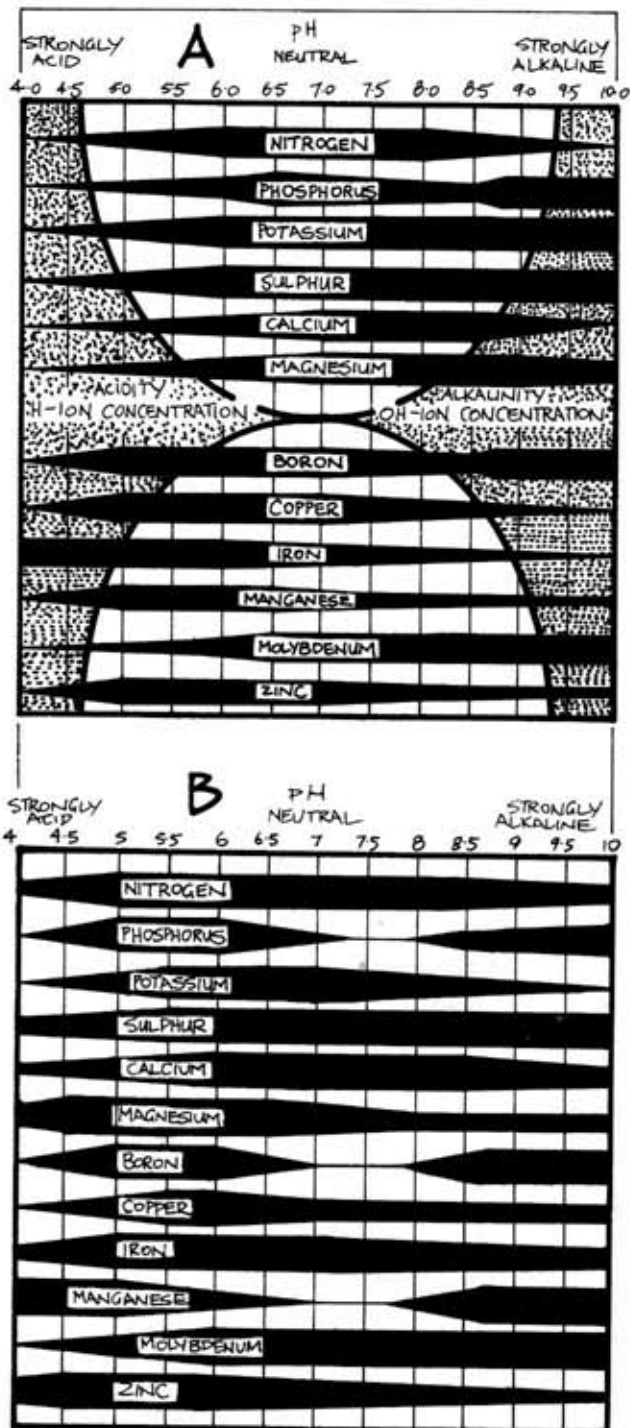 A
pH
STRONGLY ACID
NEUTRAL
STRONGLY ALKALINE
4·0 4·5 5·0 5·5 6·0 6·5 7·0 7·5 8·0 8·5 9·0 9·5 10·0
NITROGEN
PHOSPHORUS
POTASSIUM
SULPHUR
CALCIUM
MAGNESIUM
ACIDITY
H-ION CONCENTRATION
ALKALINITY
OH-ION CONCENTRATION
BORON
COPPER
IRON
MANGANESE
MOLYBDENUM
ZINC
B
pH
STRONGLY ACID
NEUTRAL
STRONGLY ALKALINE
4 4·5 5 5·5 6 6·5 7 7·5 8 8·5 9 9·5 10
NITROGEN
PHOSPHORUS
POTASSIUM
SULPHUR
CALCIUM
MAGNESIUM
BORON
COPPER
IRON
MANGANESE
MOLYBDENUM
ZINC